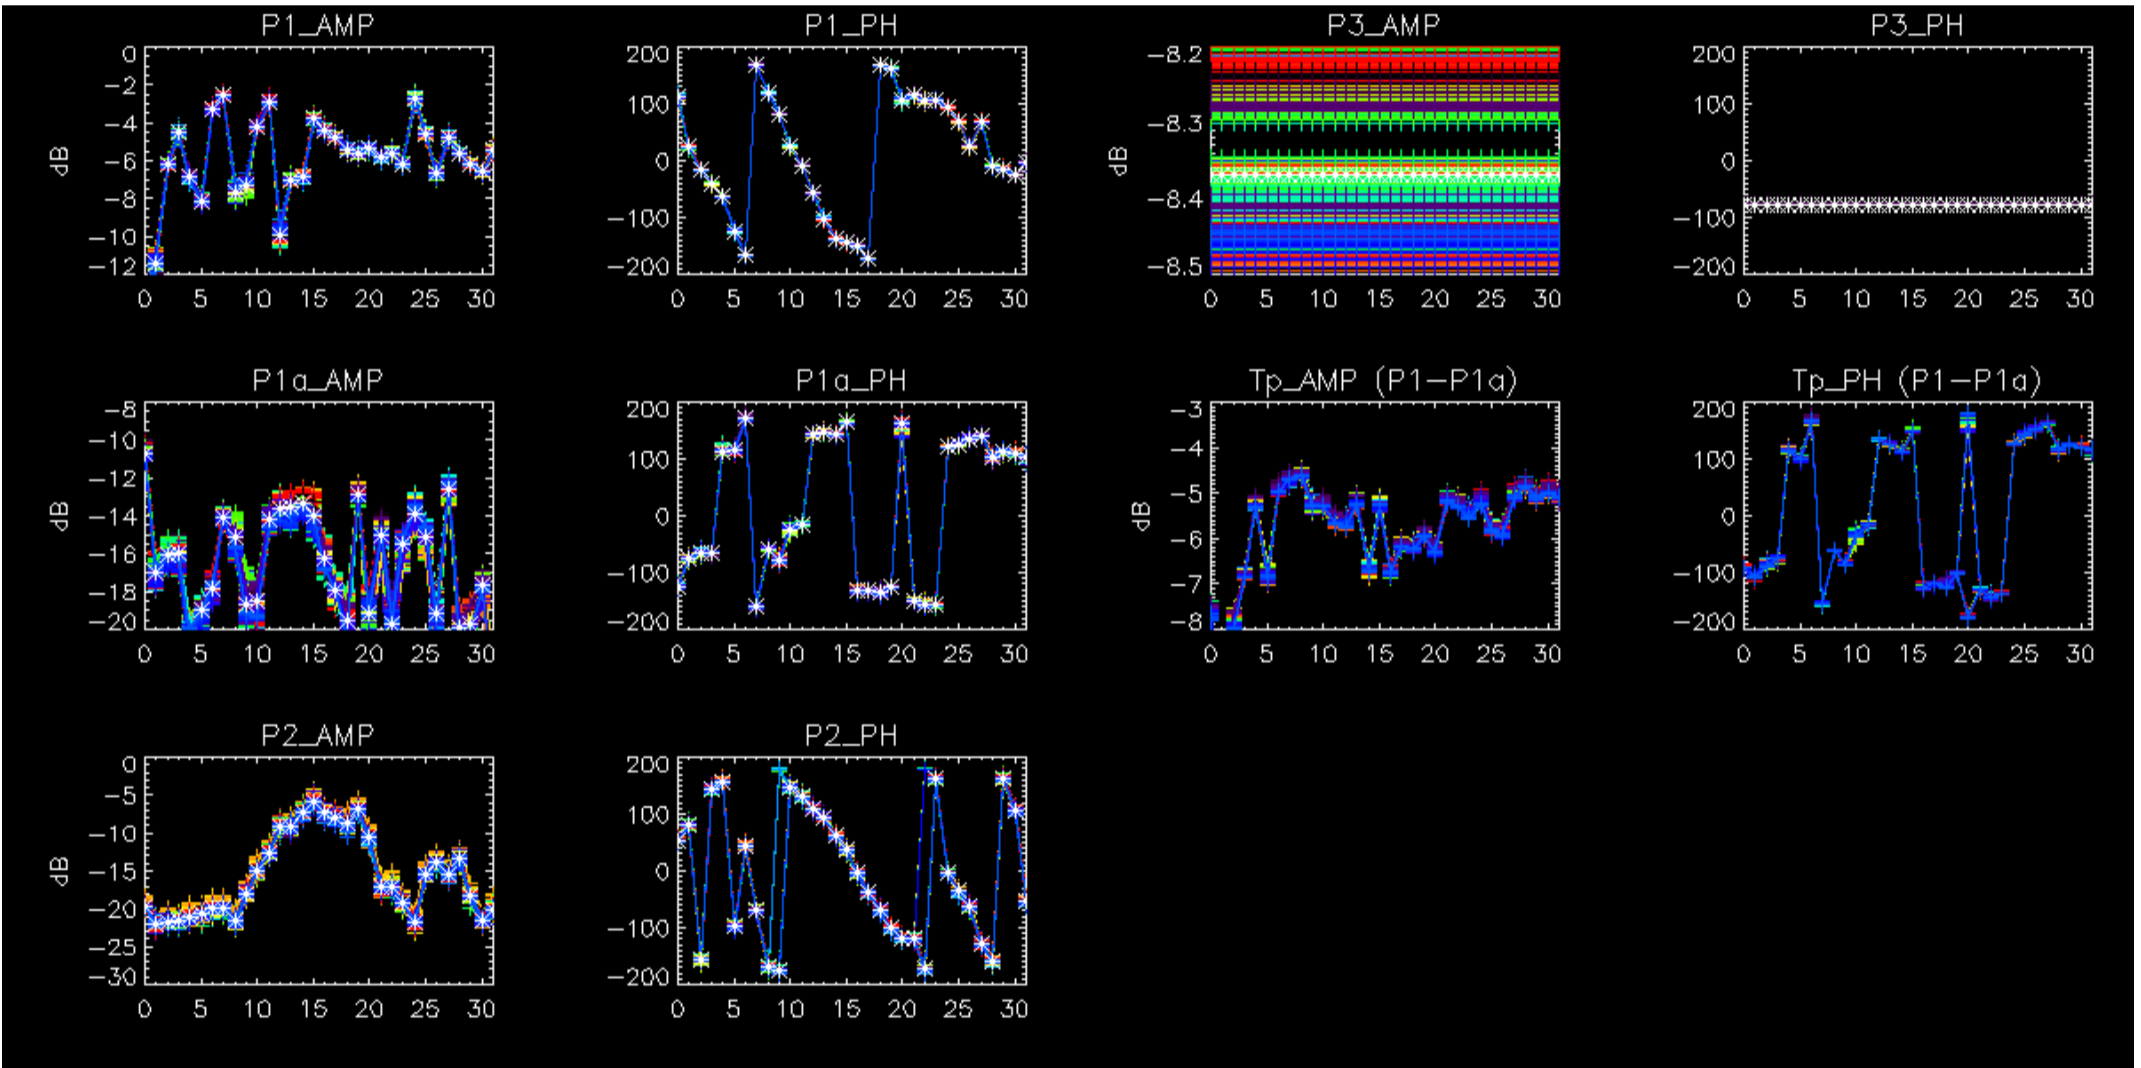 P1_AMP
P1_PH
P3_AMP
P3_PH
0
−2
−4
−6
−8
−10
−12
dB
0 5 10 15 20 25 30
200
100
0
−100
−200
0 5 10 15 20 25 30
−8.2
−8.3
−8.4
−8.5
dB
0 5 10 15 20 25 30
200
100
0
−100
−200
0 5 10 15 20 25 30
P1a_AMP
P1a_PH
Tp_AMP (P1−P1a)
Tp_PH (P1−P1a)
−8
−10
−12
−14
−16
−18
−20
dB
0 5 10 15 20 25 30
200
100
0
−100
−200
0 5 10 15 20 25 30
−3
−4
−5
−6
−7
−8
dB
0 5 10 15 20 25 30
200
100
0
−100
−200
0 5 10 15 20 25 30
P2_AMP
P2_PH
0
−5
−10
−15
−20
−25
−30
dB
0 5 10 15 20 25 30
200
100
0
−100
−200
0 5 10 15 20 25 30